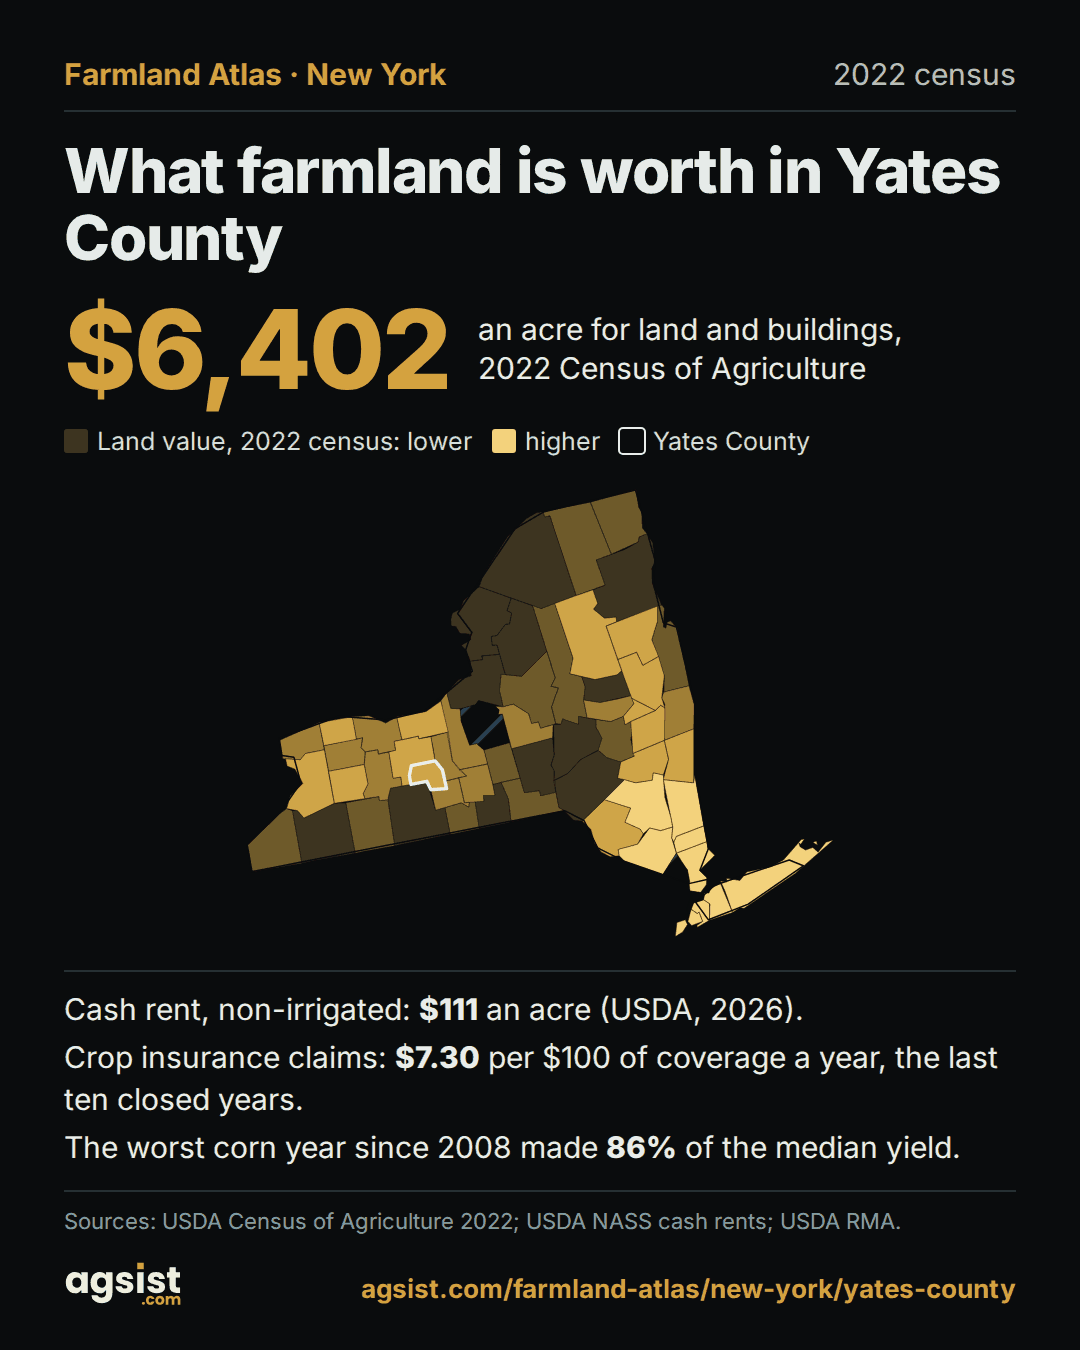 Farmland Atlas · New York
2022 census
What farmland is worth in Yates
County
$6,402
an acre for land and buildings,
2022 Census of Agriculture
Land value, 2022 census: lower
higher
Yates County
Cash rent, non-irrigated: $111 an acre (USDA, 2026).
Crop insurance claims: $7.30 per $100 of coverage a year, the last
ten closed years.
The worst corn year since 2008 made 86% of the median yield.
Sources: USDA Census of Agriculture 2022; USDA NASS cash rents; USDA RMA.
agsist
.com
agsist.com/farmland-atlas/new-york/yates-county